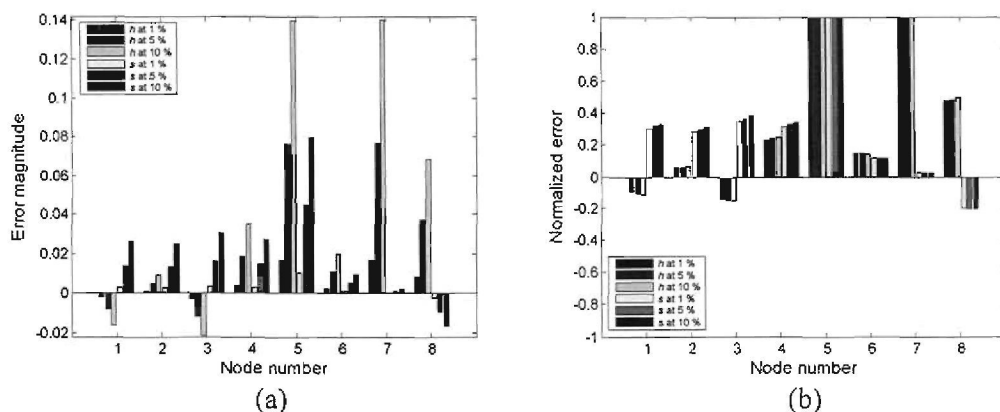 0.14
0.12
0.1
0.08
0.06
0.04
0.02
0
-0.02
Error magnitude
h at 1 %
h at 5 %
h at 10 %
s at 1 %
s at 5 %
s at 10 %
1 2 3 4 5 6 7 8
Node number
(a)
1
0.8
0.6
0.4
0.2
0
-0.2
-0.4
-0.6
-0.8
-1
Normalized error
h at 1 %
h at 5 %
h at 10 %
s at 1 %
s at 5 %
s at 10 %
1 2 3 4 5 6 7 8
Node number
(b)